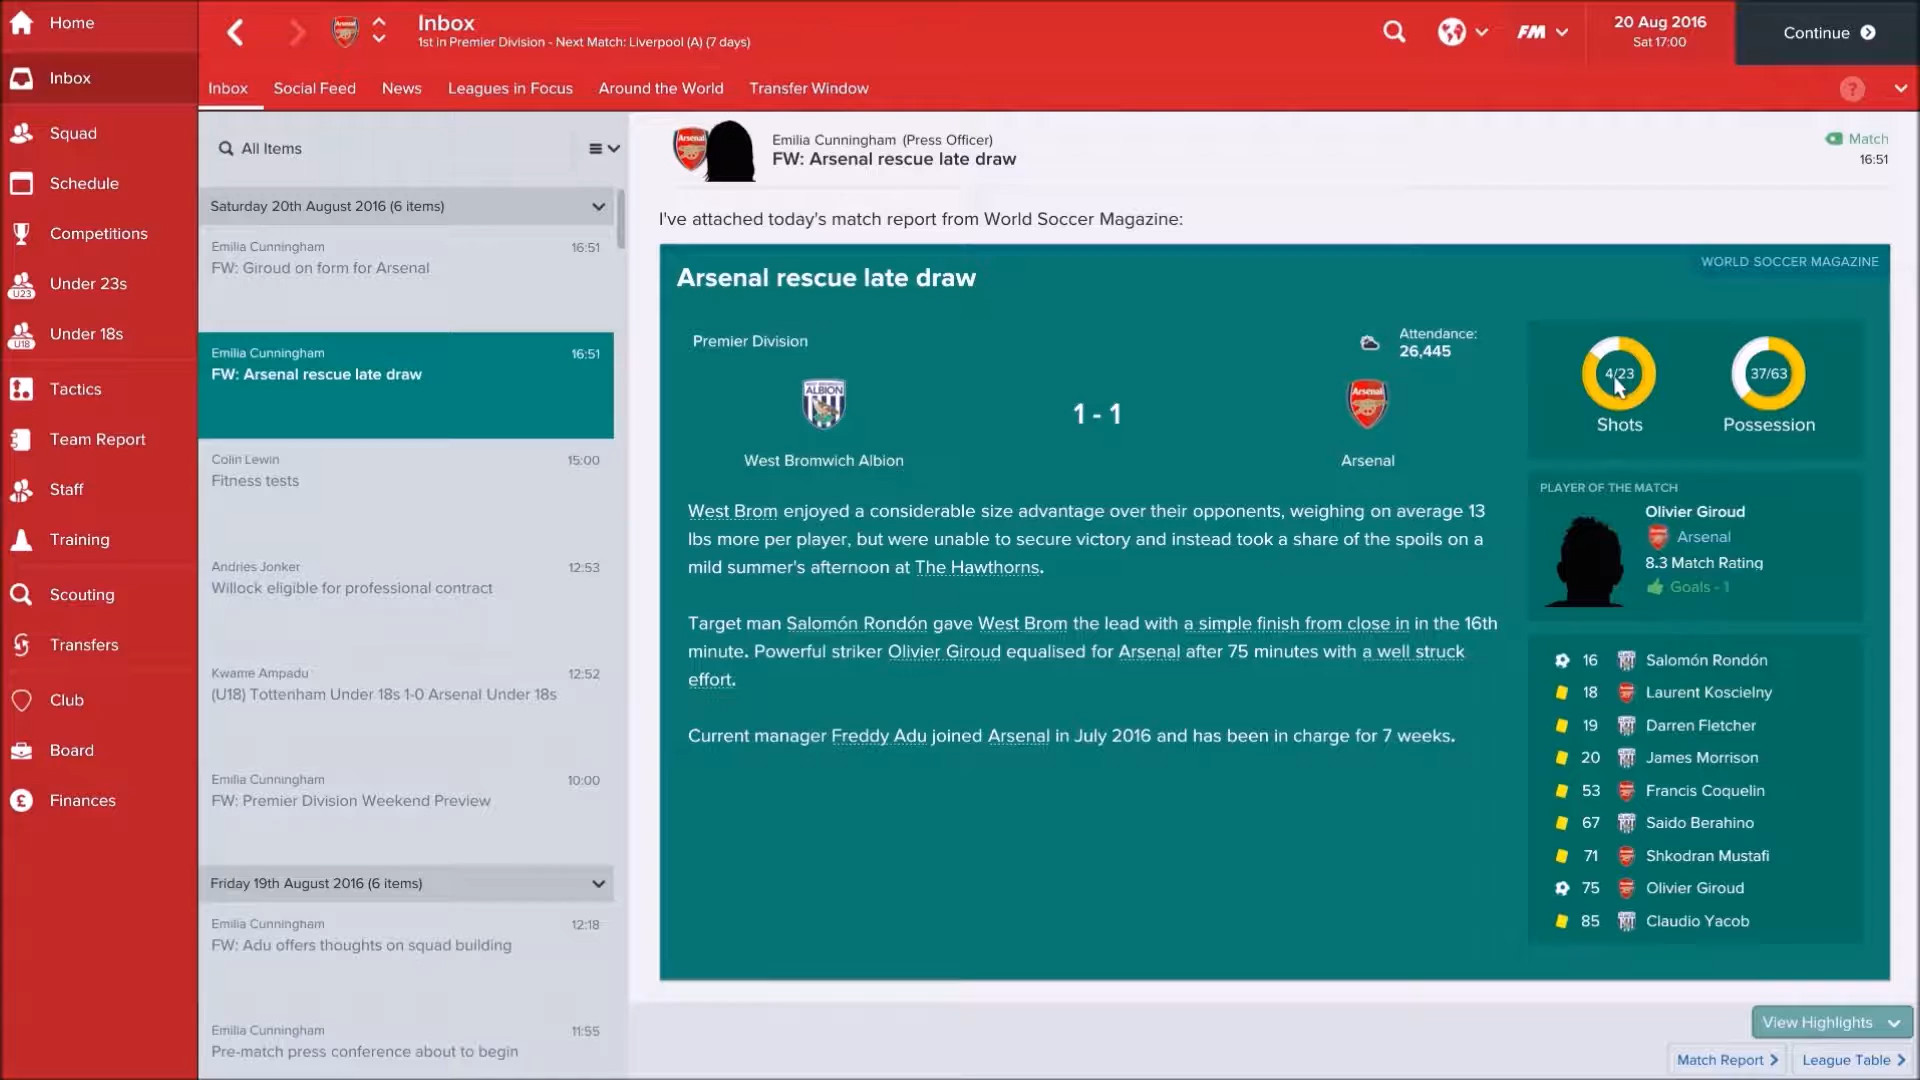 Home
Inbox
Squad
Schedule
Competitions
Under 23s
U23
Under 18s
U18
Tactics
Team Report
Staff
Training
Scouting
Transfers
Club
Board
Finances
Arsenal
Inbox
1st in Premier Division - Next Match: Liverpool (A) (7 days)
FM
20 Aug 2016
Sat 17:00
Continue
Inbox Social Feed News Leagues in Focus Around the World Transfer Window
?
All Items
Saturday 20th August 2016 (6 items)
Emilia Cunningham 16:51
FW: Giroud on form for Arsenal
Emilia Cunningham 16:51
FW: Arsenal rescue late draw
Colin Lewin 15:00
Fitness tests
Andries Jonker 12:53
Willock eligible for professional contract
Kwame Ampadu 12:52
(U18) Tottenham Under 18s 1-0 Arsenal Under 18s
Emilia Cunningham 10:00
FW: Premier Division Weekend Preview
Friday 19th August 2016 (6 items)
Emilia Cunningham 12:18
FW: Adu offers thoughts on squad building
Emilia Cunningham 11:55
Pre-match press conference about to begin
Arsenal
Emilia Cunningham (Press Officer)
FW: Arsenal rescue late draw
Match
16:51
I've attached today's match report from World Soccer Magazine:
Arsenal rescue late draw
WORLD SOCCER MAGAZINE
Premier Division
Attendance:
26,445
ALBION
Arsenal
1 - 1
West Bromwich Albion
Arsenal
West Brom enjoyed a considerable size advantage over their opponents, weighing on average 13
lbs more per player, but were unable to secure victory and instead took a share of the spoils on a
mild summer's afternoon at The Hawthorns.
Target man Salomón Rondón gave West Brom the lead with a simple finish from close in in the 16th
minute. Powerful striker Olivier Giroud equalised for Arsenal after 75 minutes with a well struck
effort.
Current manager Freddy Adu joined Arsenal in July 2016 and has been in charge for 7 weeks.
4/23
Shots
37/63
Possession
PLAYER OF THE MATCH
Olivier Giroud
Arsenal
8.3 Match Rating
Goals - 1
16 Salomón Rondón
18 Laurent Koscielny
19 Darren Fletcher
20 James Morrison
53 Francis Coquelin
67 Saido Berahino
71 Shkodran Mustafi
75 Olivier Giroud
85 Claudio Yacob
View Highlights
Match Report
League Table